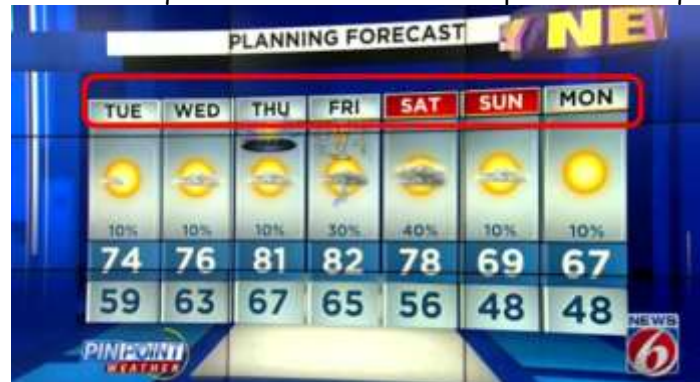 PLANNING FORECAST
NE
TUE WED THU FRI SAT SUN MON
10% 10% 10% 30% 40% 10% 10%
74 76 81 82 78 69 67
59 63 67 65 56 48 48
PINPOINT
WEATHER
NEWS
6